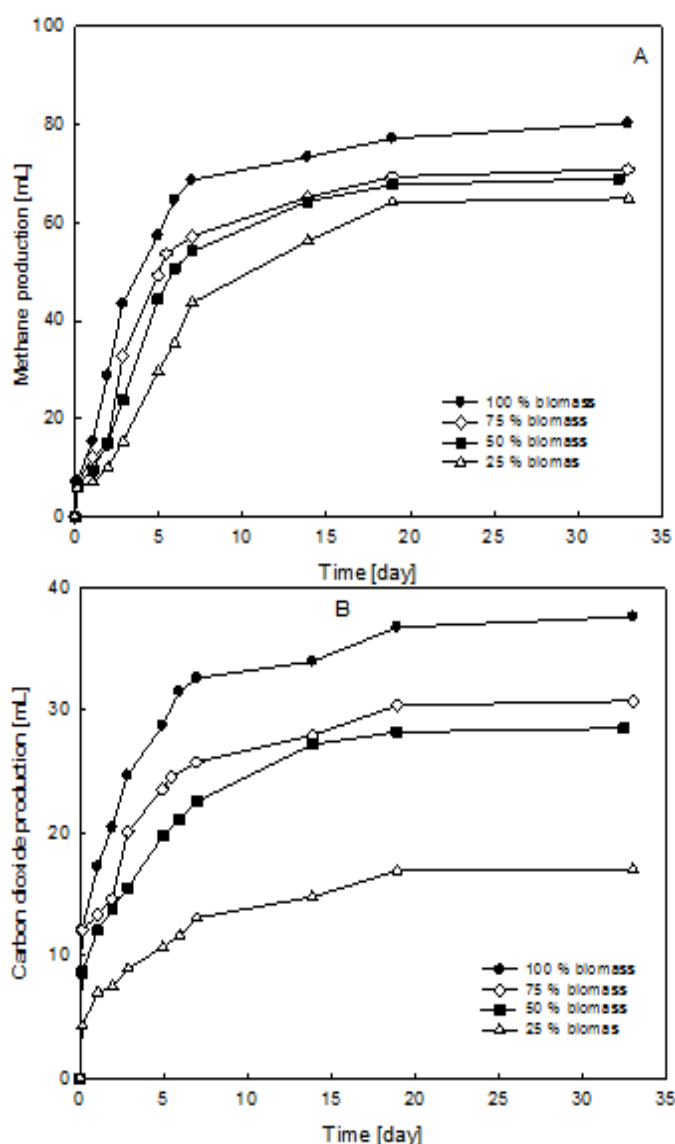 100
A
80
60
40
20
0
Methane production [mL]
100 % biomass
75 % biomass
50 % biomass
25 % biomas
0 5 10 15 20 25 30 35
Time [day]
40
B
30
20
10
0
Carbon dioxide production [mL]
100 % biomass
75 % biomass
50 % biomass
25 % biomas
0 5 10 15 20 25 30 35
Time [day]